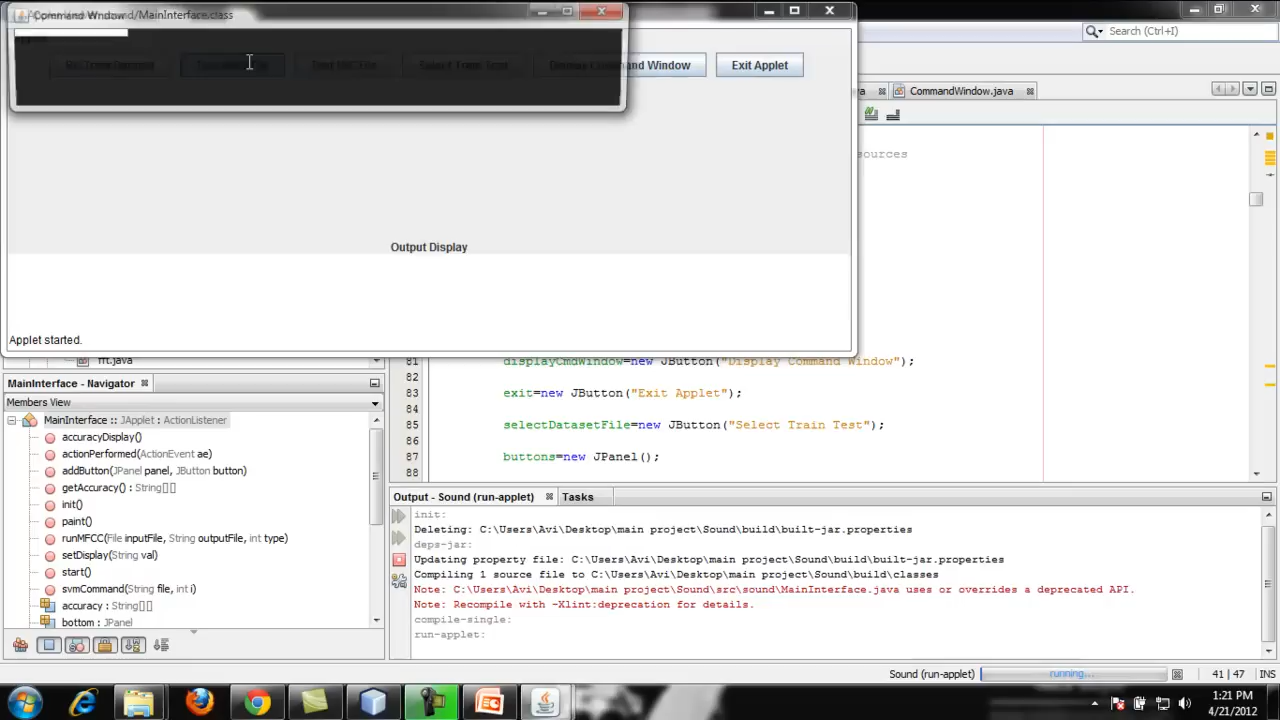 Command Window/MainInterface.class
Window
Exit Applet
Output Display
Applet started.
Search (Ctrl+I)
CommandWindow.java
sources
fft.java
81 displayCmdWindow=new JButton("Display Command Window");
82
83 exit=new JButton("Exit Applet");
84
85 selectDatasetFile=new JButton("Select Train Test");
86
87 buttons=new JPanel();
88
MainInterface - Navigator
Members View
MainInterface :: JApplet : ActionListener
accuracyDisplay()
actionPerformed(ActionEvent ae)
addButton(JPanel panel, JButton button)
getAccuracy() : String[][]
init()
paint()
runMFCC(File inputFile, String outputFile, int type)
setDisplay(String val)
start()
svmCommand(String file, int i)
accuracy : String[][]
bottom : JPanel
Output - Sound (run-applet) Tasks
init:
Deleting: C:\Users\Avi\Desktop\main project\Sound\build\built-jar.properties
deps-jar:
Updating property file: C:\Users\Avi\Desktop\main project\Sound\build\built-jar.properties
Compiling 1 source file to C:\Users\Avi\Desktop\main project\Sound\build\classes
Note: C:\Users\Avi\Desktop\main project\Sound\src\sound\MainInterface.java uses or overrides a deprecated API.
Note: Recompile with -Xlint:deprecation for details.
compile-single:
run-applet:
Sound (run-applet) running... 41 | 47 INS
1:21 PM
4/21/2012